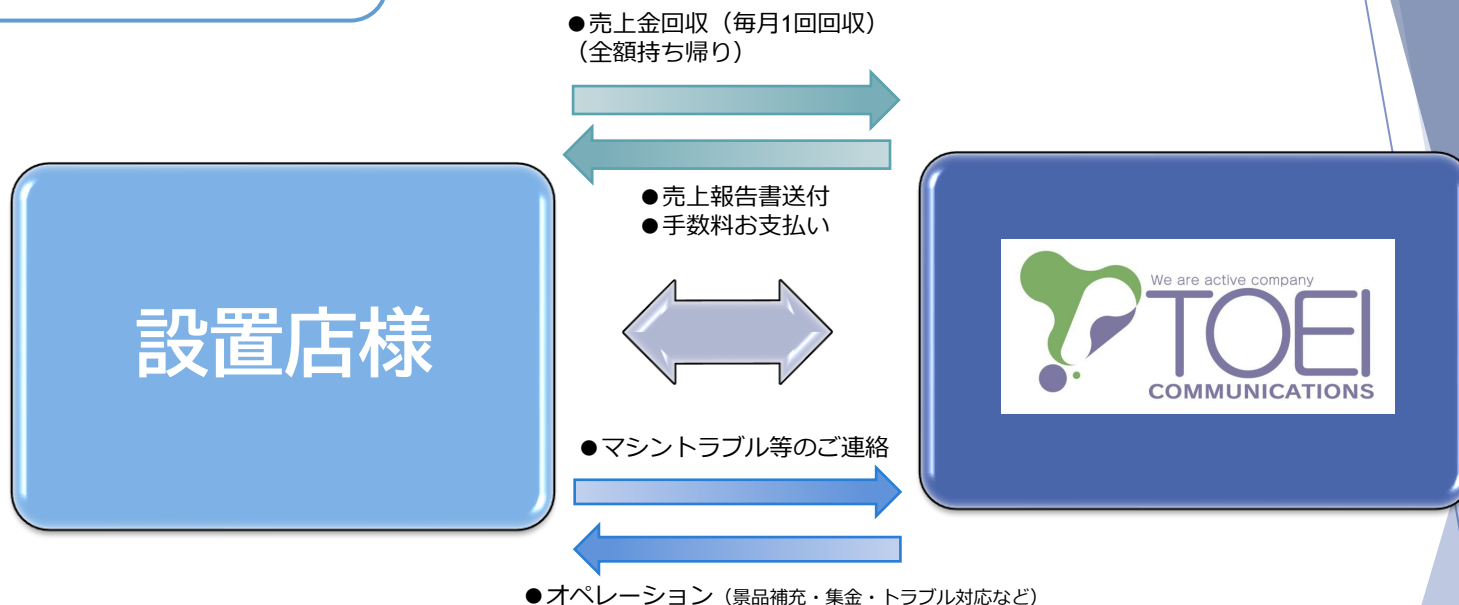 ●売上金回収（毎月1回回収）
（全額持ち帰り）
●売上報告書送付
●手数料お支払い
設置店様
We are active company
TOEI
COMMUNICATIONS
●マシントラブル等のご連絡
●オペレーション（景品補充・集金・トラブル対応など）